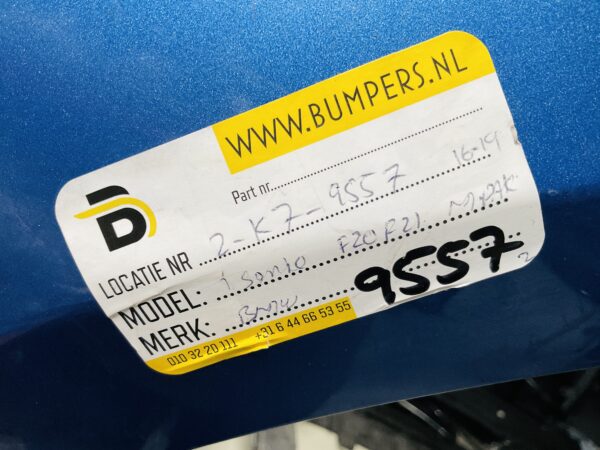 WWW.BUMPERS.NL
Part nr.
LOCATIE NR 2-K7-9557
MODEL: 1 F20 F21 M-PAK 16-19
MERK: BMW 9557
010 32 20 111 +31 6 44 66 53 55